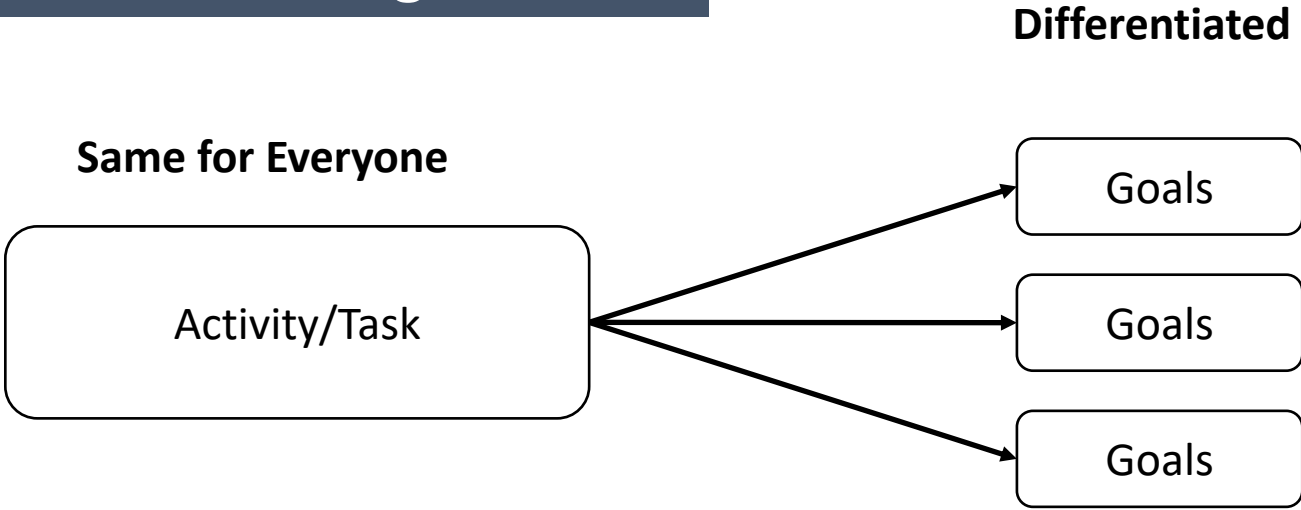 Differentiated
Same for Everyone
Goals
Activity/Task
Goals
Goals